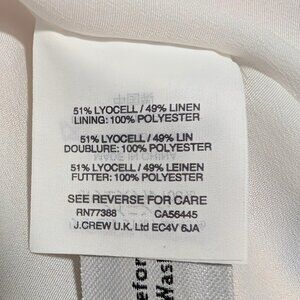 51% LYOCELL / 49% LINEN
LINING: 100% POLYESTER
51% LYOCELL / 49% LIN
DOUBLURE: 100% POLYESTER
51% LYOCELL / 49% LEINEN
FUTTER: 100% POLYESTER
SEE REVERSE FOR CARE
RN77388 CA56445
J.CREW U.K. Ltd EC4V 6JA